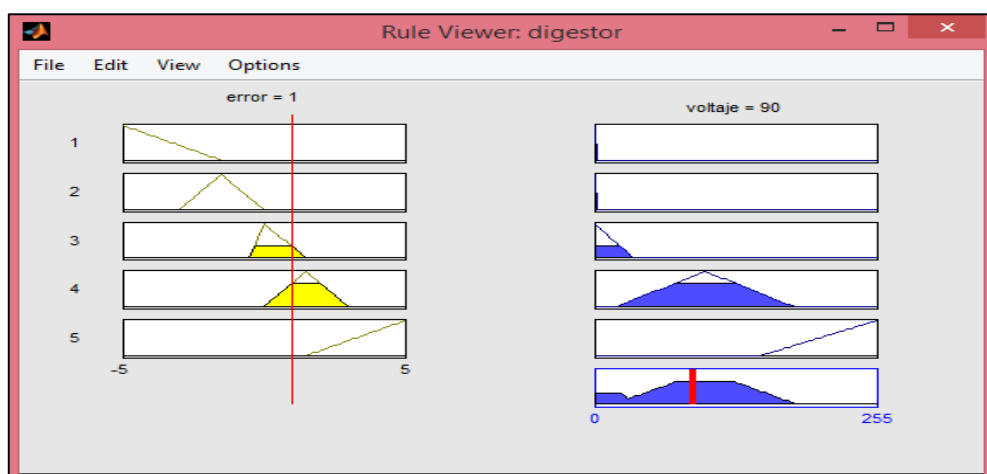 Rule Viewer: digestor
File Edit View Options
error = 1
voltaje = 90
1
2
3
4
5
-5 5
0 255